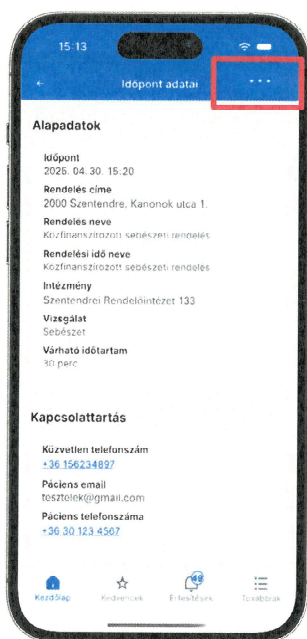 15:13
Időpont adatai
Alapadatok
Időpont
2025. 04. 30. 15:20
Rendelés címe
2000 Szentendre, Kanonok utca 1.
Rendelés neve
Közfinanszírozott sebészeti rendelés
Rendelési idő neve
Közfinanszírozott sebészeti rendelés
Intézmény
Szentendrei Rendelőintézet 133
Vizsgálat
Sebészet
Várható időtartam
30 perc
Kapcsolattartás
Közvetlen telefonszám
+36 156234897
Páciens email
tesztelek@gmail.com
Páciens telefonszáma
+36 30 123 4567
49
Kezdőlap Kedvencek Értesítések Továbbiak